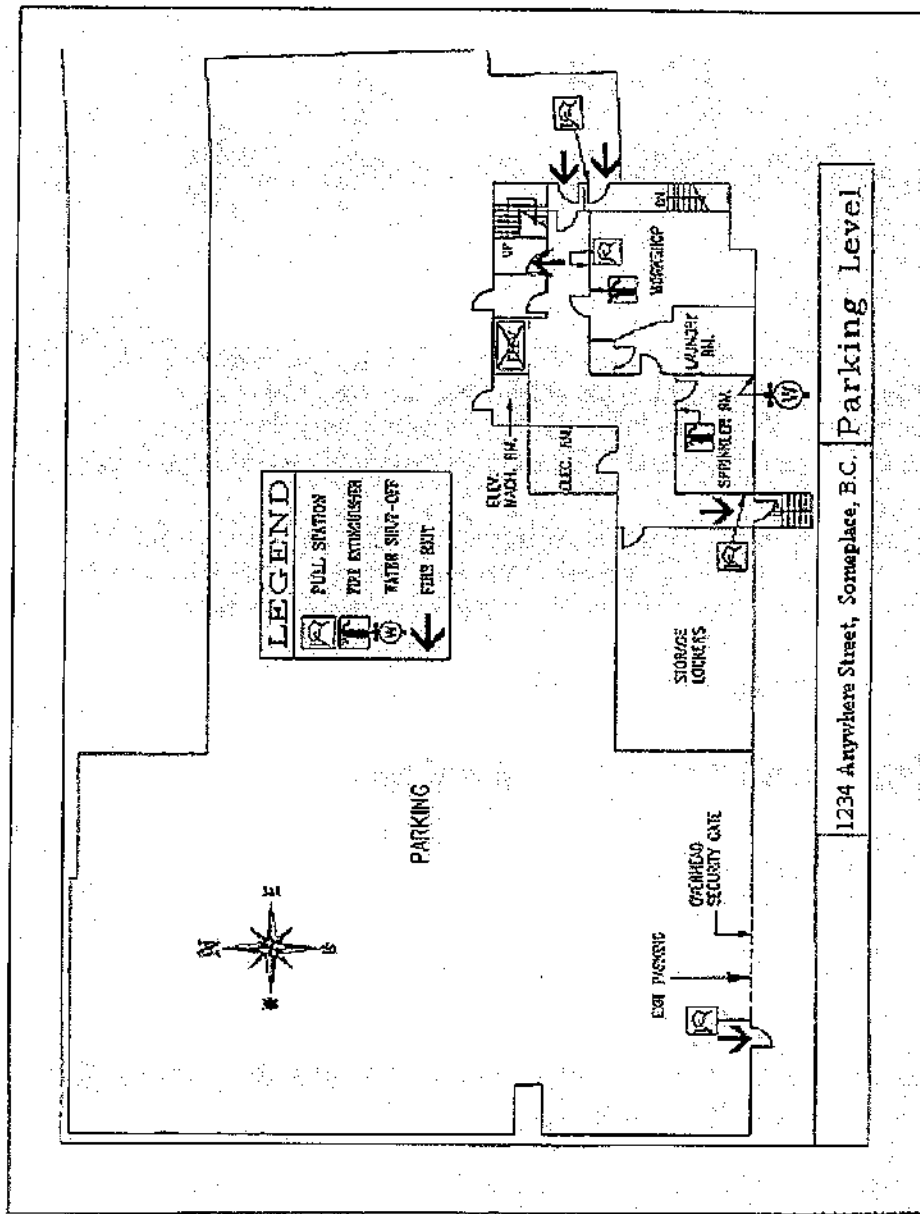 LEGEND
PULL STATION
FIRE EXTINGUISHER
WATER SHUT-OFF
W
FIRE EXIT
N
E
S
W
PARKING
ELEV.
MACH. RM.
ELEC. RM.
UP
DN
WORKSHOP
LAUNDRY
RM.
SPRINKLER RM.
W
STORAGE
LOCKERS
OVERHEAD
SECURITY GATE
EXIT PARKING
1234 Anywhere Street, Someplace, B.C.
Parking Level